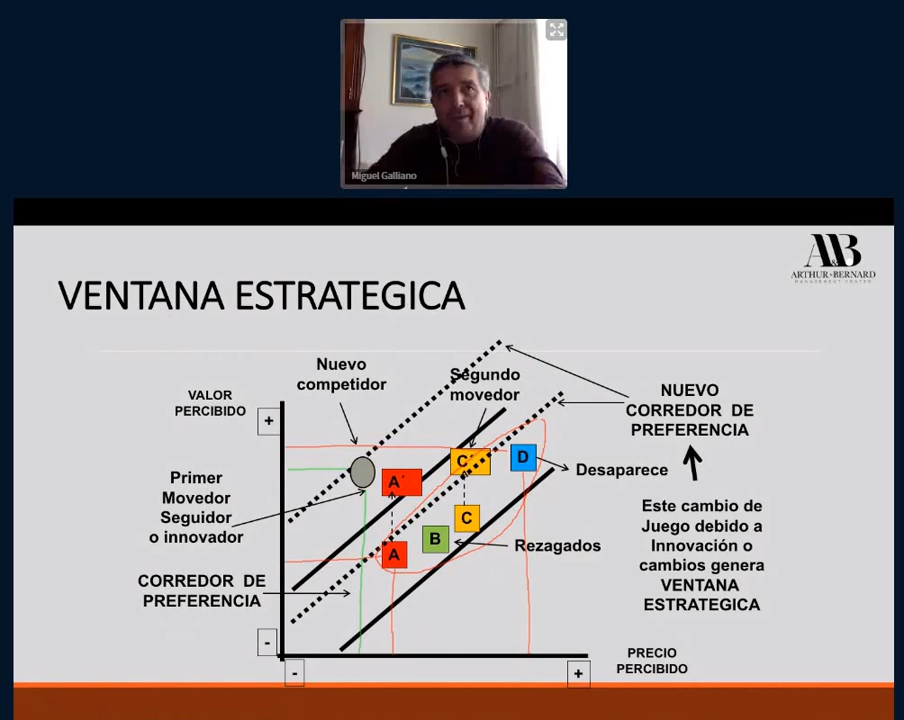 Miguel Galliano
A&B
ARTHUR·BERNARD
MANAGEMENT CENTER
VENTANA ESTRATEGICA
Nuevo
competidor
Segundo
movedor
VALOR
PERCIBIDO
+
NUEVO
CORREDOR DE
PREFERENCIA
C´
D
Desaparece
A´
Primer
Movedor
Seguidor
o innovador
C
B
A
Rezagados
Este cambio de
Juego debido a
Innovación o
cambios genera
VENTANA
ESTRATEGICA
CORREDOR DE
PREFERENCIA
-
-
+
PRECIO
PERCIBIDO